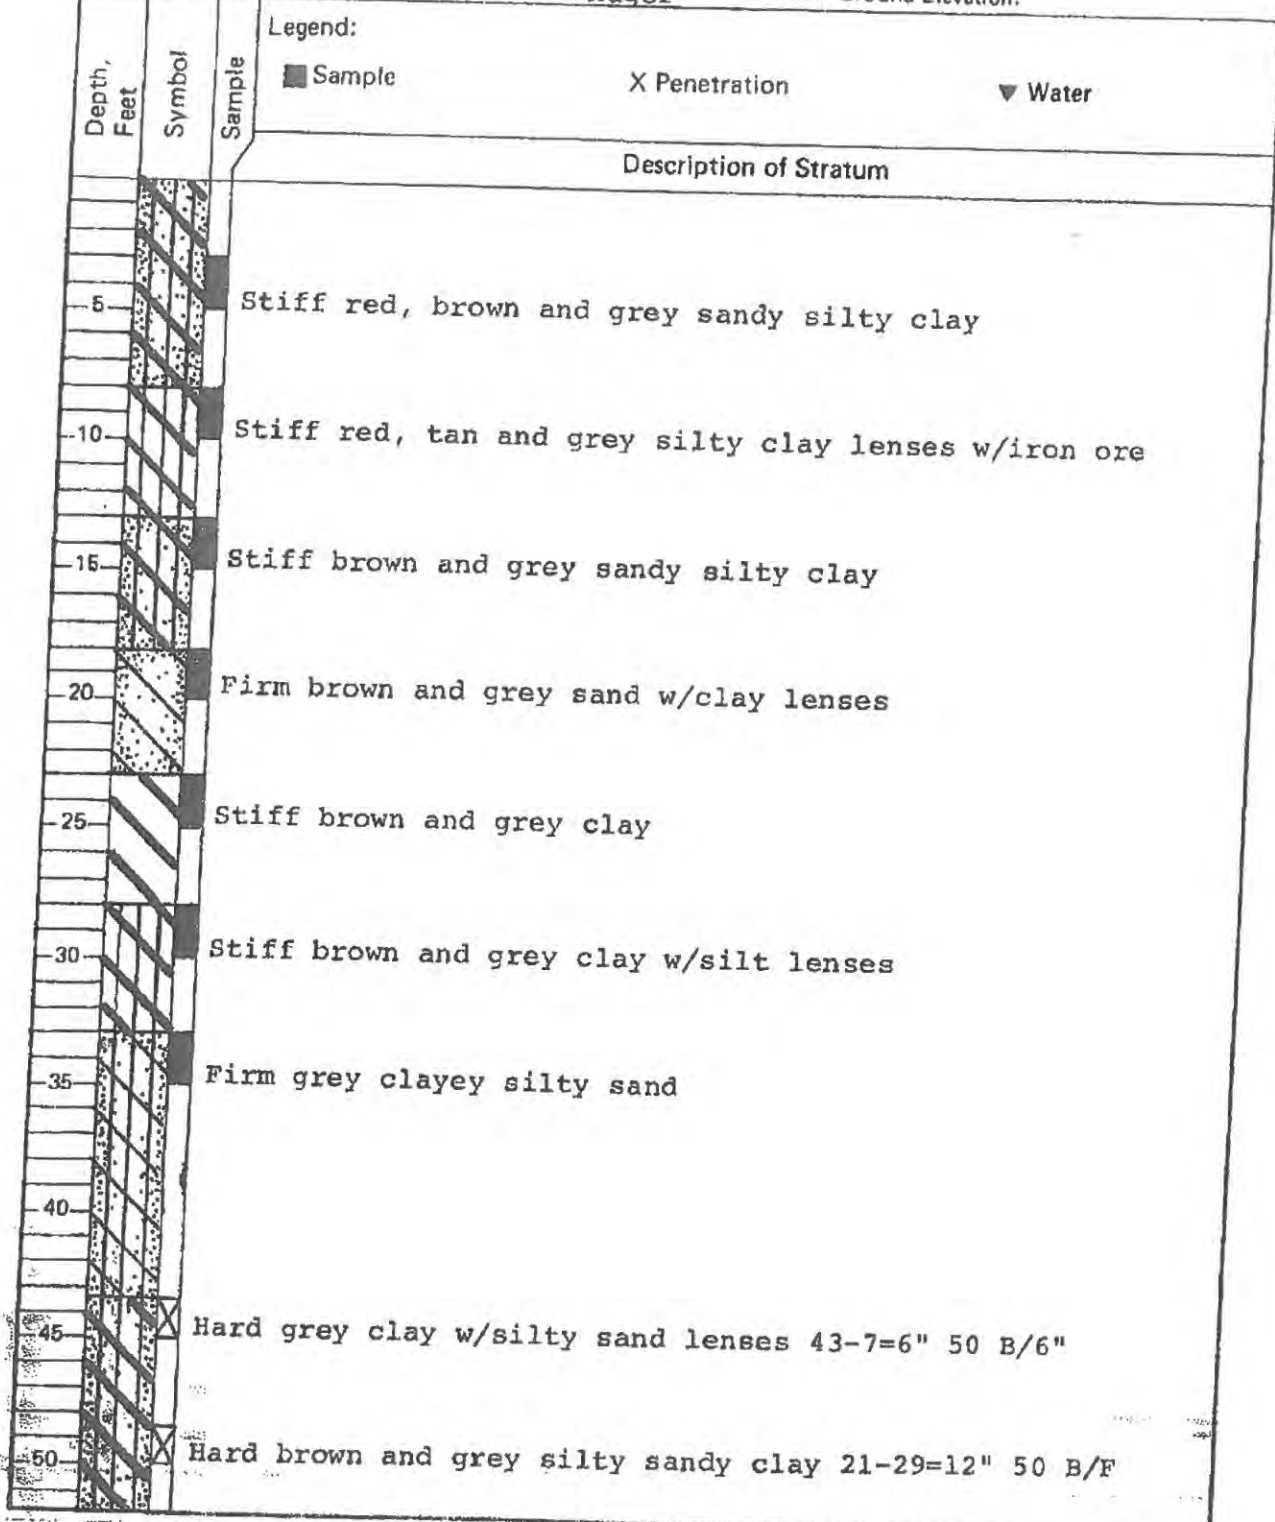 Ground Elevation:
Depth, Feet
Symbol
Sample
Legend:
■ Sample X Penetration ▼ Water
Description of Stratum
5 Stiff red, brown and grey sandy silty clay
10 Stiff red, tan and grey silty clay lenses w/iron ore
15 Stiff brown and grey sandy silty clay
20 Firm brown and grey sand w/clay lenses
25 Stiff brown and grey clay
30 Stiff brown and grey clay w/silt lenses
35 Firm grey clayey silty sand
40
45 Hard grey clay w/silty sand lenses 43-7=6" 50 B/6"
50 Hard brown and grey silty sandy clay 21-29=12" 50 B/F